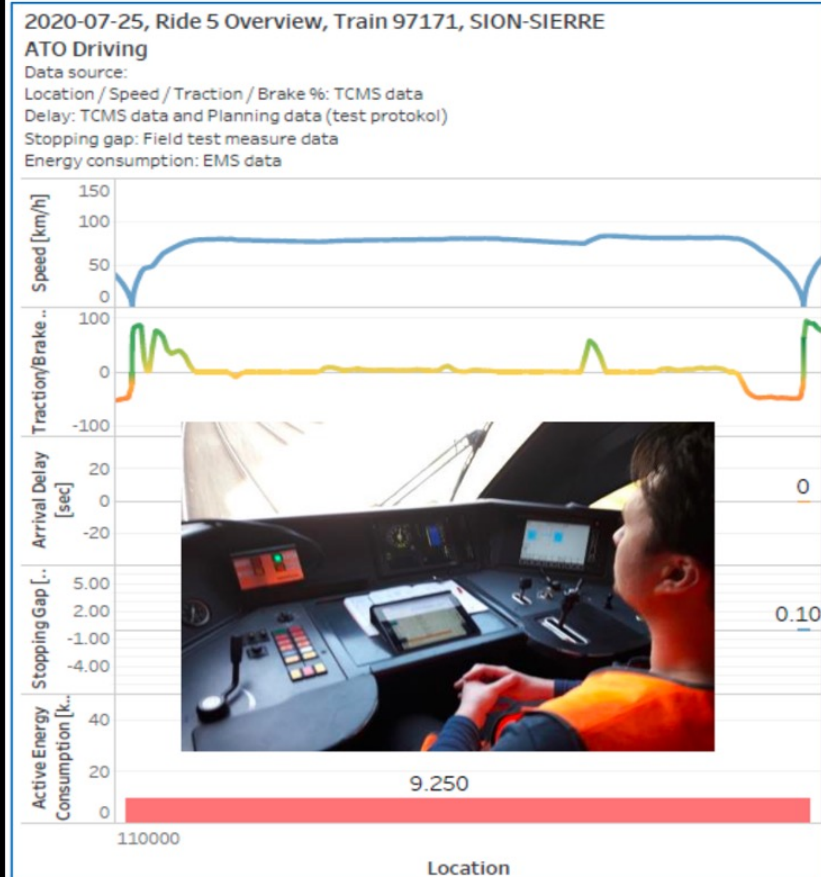 2020-07-25, Ride 5 Overview, Train 97171, SION-SIERRE
ATO Driving
Data source:
Location / Speed / Traction / Brake %: TCMS data
Delay: TCMS data and Planning data (test protokol)
Stopping gap: Field test measure data
Energy consumption: EMS data
Speed [km/h]
150
100
50
0
Traction/Brake..
100
0
-100
Arrival Delay
[sec]
20
0
-20
0
Stopping Gap [..
5.00
2.00
-1.00
-4.00
0.10
Active Energy
Consumption [k..
40
20
0
9.250
110000
Location